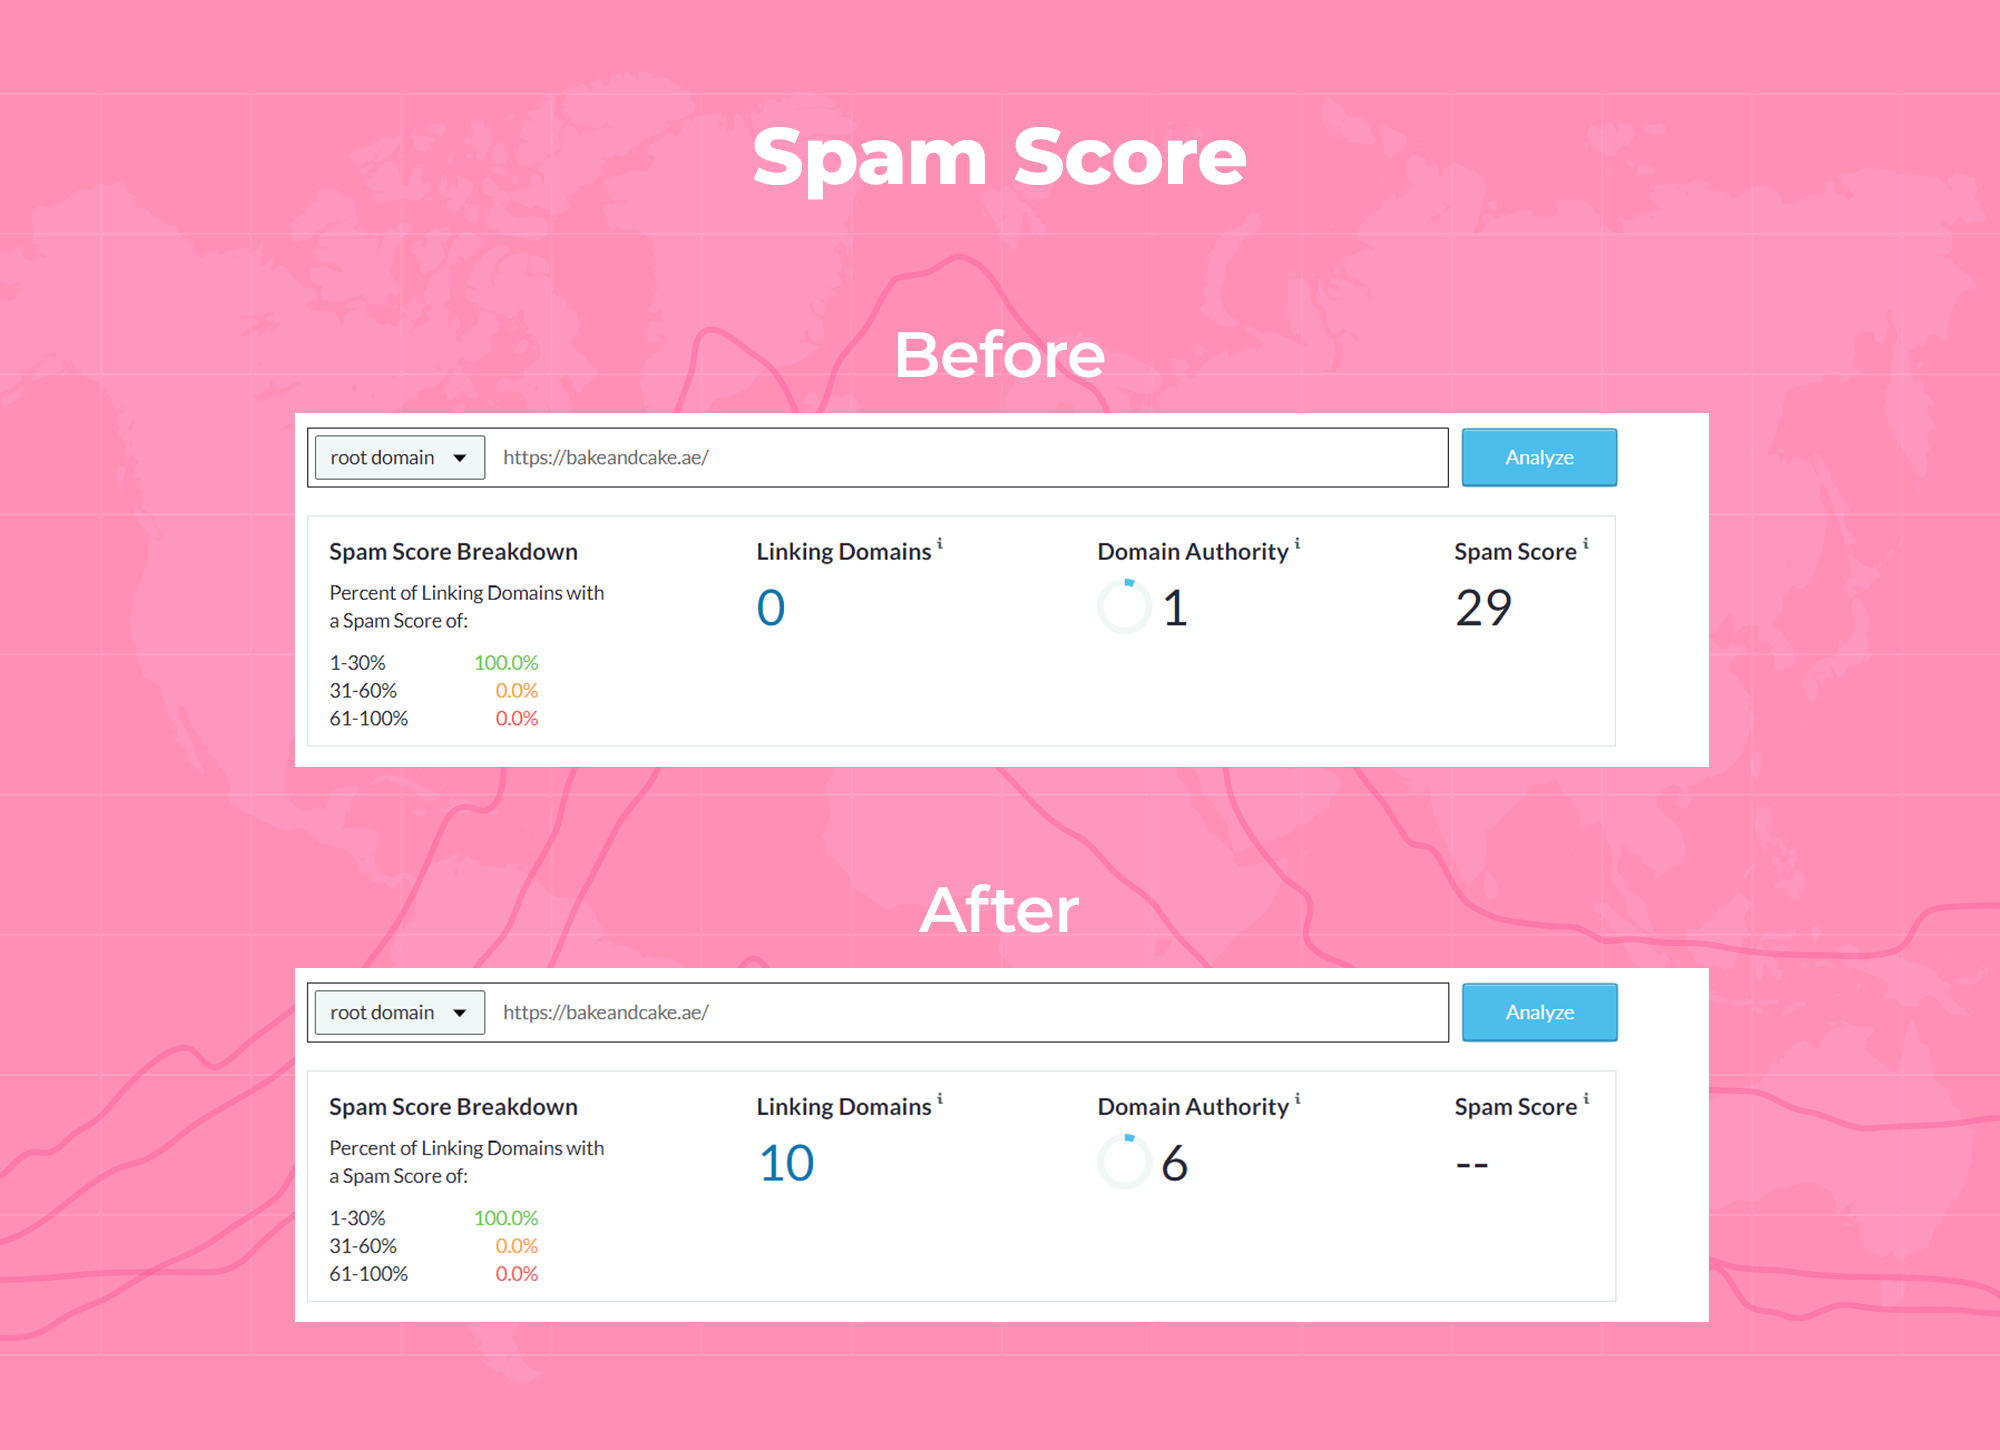 Spam Score
Before
root domain https://bakeandcake.ae/ Analyze
Spam Score Breakdown Linking Domains i Domain Authority i Spam Score i
Percent of Linking Domains with
a Spam Score of:
0 1 29
1-30% 100.0%
31-60% 0.0%
61-100% 0.0%
After
root domain https://bakeandcake.ae/ Analyze
Spam Score Breakdown Linking Domains i Domain Authority i Spam Score i
Percent of Linking Domains with
a Spam Score of:
10 6 --
1-30% 100.0%
31-60% 0.0%
61-100% 0.0%